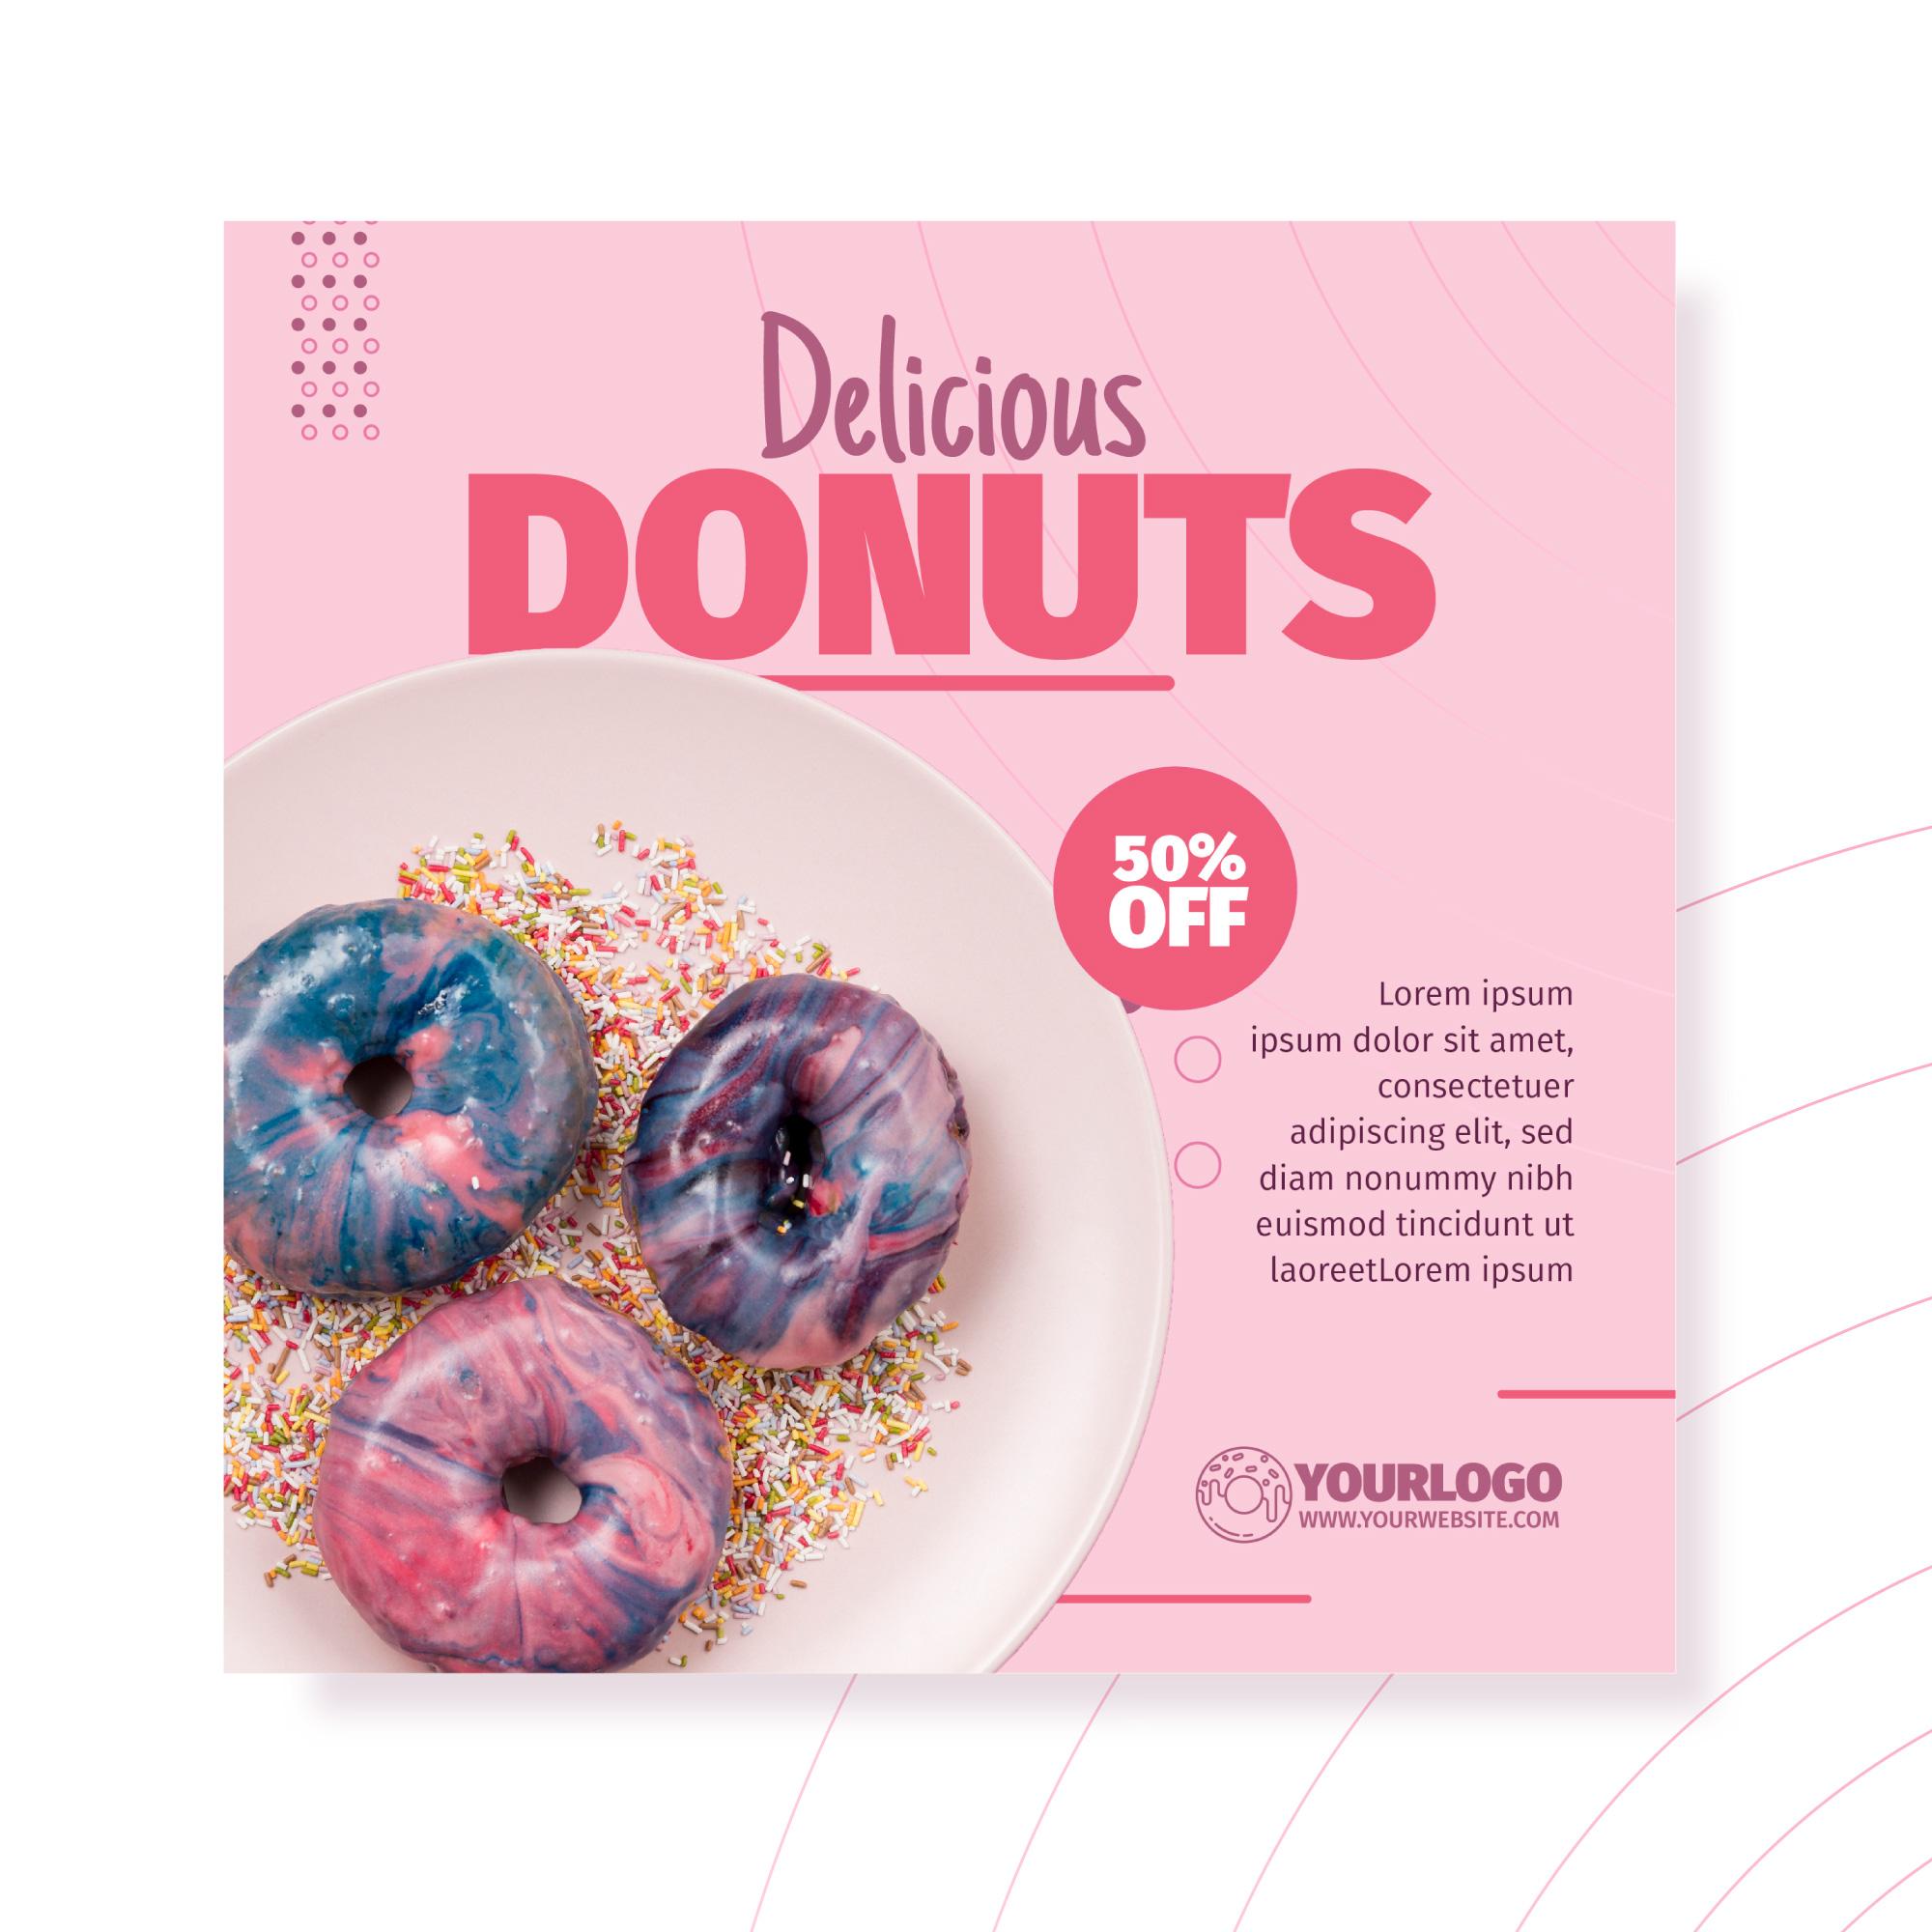 Delicious
DONUTS
50%
OFF
Lorem ipsum
ipsum dolor sit amet,
consectetuer
adipiscing elit, sed
diam nonummy nibh
euismod tincidunt ut
laoreetLorem ipsum
YOURLOGO
WWW.YOURWEBSITE.COM